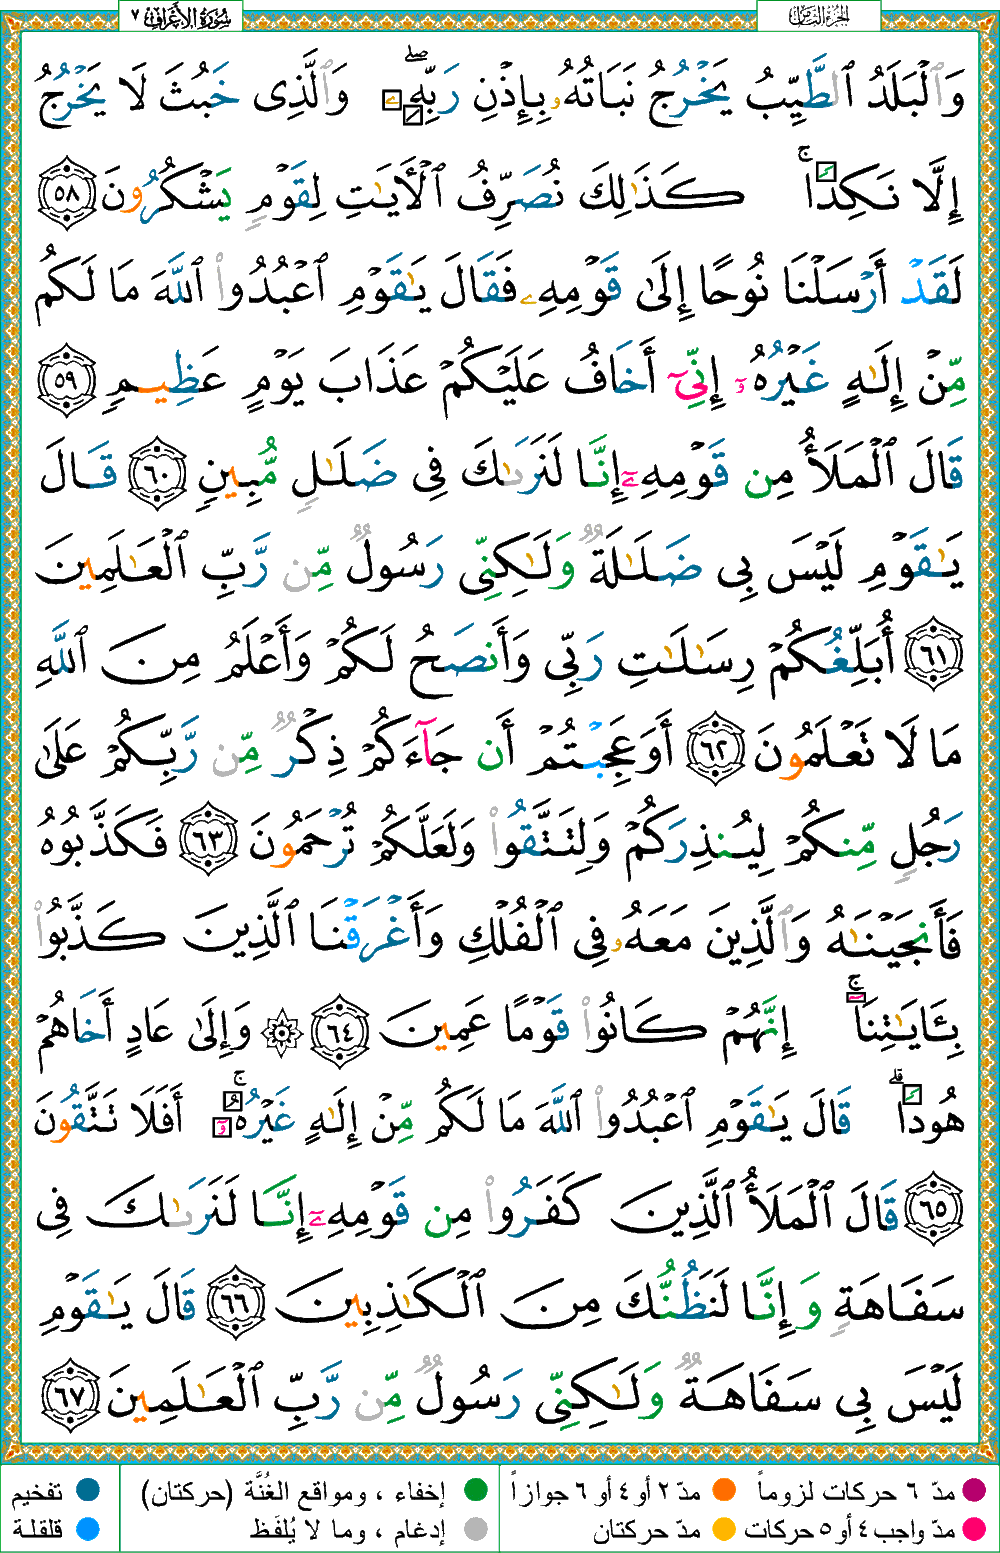 سُورَةُ الأَعۡرَافِ ٧
الجُزءُ الثَّامِنُ
وَٱلۡبَلَدُ ٱلطَّيِّبُ يَخۡرُجُ نَبَاتُهُۥ بِإِذۡنِ رَبِّهِۦۖ وَٱلَّذِى خَبُثَ لَا يَخۡرُجُ
إِلَّا نَكِدًاۚ كَذَٰلِكَ نُصَرِّفُ ٱلۡأٓيَٰتِ لِقَوۡمٍ يَشۡكُرُونَ ٥٨
لَقَدۡ أَرۡسَلۡنَا نُوحًا إِلَىٰ قَوۡمِهِۦ فَقَالَ يَٰقَوۡمِ ٱعۡبُدُوا۟ ٱللَّهَ مَا لَكُم
مِّنۡ إِلَٰهٍ غَيۡرُهُۥٓ إِنِّىٓ أَخَافُ عَلَيۡكُمۡ عَذَابَ يَوۡمٍ عَظِيمٍ ٥٩
قَالَ ٱلۡمَلَأُ مِن قَوۡمِهِۦٓ إِنَّا لَنَرَىٰكَ فِى ضَلَٰلٍ مُّبِينٍ ٦٠ قَالَ
يَٰقَوۡمِ لَيۡسَ بِى ضَلَٰلَةٌ وَلَٰكِنِّى رَسُولٌ مِّن رَّبِّ ٱلۡعَٰلَمِينَ
٦١ أُبَلِّغُكُمۡ رِسَٰلَٰتِ رَبِّى وَأَنصَحُ لَكُمۡ وَأَعۡلَمُ مِنَ ٱللَّهِ
مَا لَا تَعۡلَمُونَ ٦٢ أَوَعَجِبۡتُمۡ أَن جَآءَكُمۡ ذِكۡرٌ مِّن رَّبِّكُمۡ عَلَىٰ
رَجُلٍ مِّنكُمۡ لِيُنذِرَكُمۡ وَلِتَتَّقُوا۟ وَلَعَلَّكُمۡ تُرۡحَمُونَ ٦٣ فَكَذَّبُوهُ
فَأَنجَيۡنَٰهُ وَٱلَّذِينَ مَعَهُۥ فِى ٱلۡفُلۡكِ وَأَغۡرَقۡنَا ٱلَّذِينَ كَذَّبُوا۟
بِـَٔايَٰتِنَآۚ إِنَّهُمۡ كَانُوا۟ قَوۡمًا عَمِينَ ٦٤ ۞ وَإِلَىٰ عَادٍ أَخَاهُمۡ
هُودًاۗ قَالَ يَٰقَوۡمِ ٱعۡبُدُوا۟ ٱللَّهَ مَا لَكُم مِّنۡ إِلَٰهٍ غَيۡرُهُۥٓۚ أَفَلَا تَتَّقُونَ
٦٥ قَالَ ٱلۡمَلَأُ ٱلَّذِينَ كَفَرُوا۟ مِن قَوۡمِهِۦٓ إِنَّا لَنَرَىٰكَ فِى
سَفَاهَةٍ وَإِنَّا لَنَظُنُّكَ مِنَ ٱلۡكَٰذِبِينَ ٦٦ قَالَ يَٰقَوۡمِ
لَيۡسَ بِى سَفَاهَةٌ وَلَٰكِنِّى رَسُولٌ مِّن رَّبِّ ٱلۡعَٰلَمِينَ ٦٧
مدّ ٦ حركات لزوماً مدّ ٢ أو ٤ أو ٦ جوازاً إخفاء ، ومواقع الغُنَّة (حركتان) تفخيم
مدّ واجب ٤ أو ٥ حركات مدّ حركتان إدغام ، وما لا يُلفَظ قلقلة